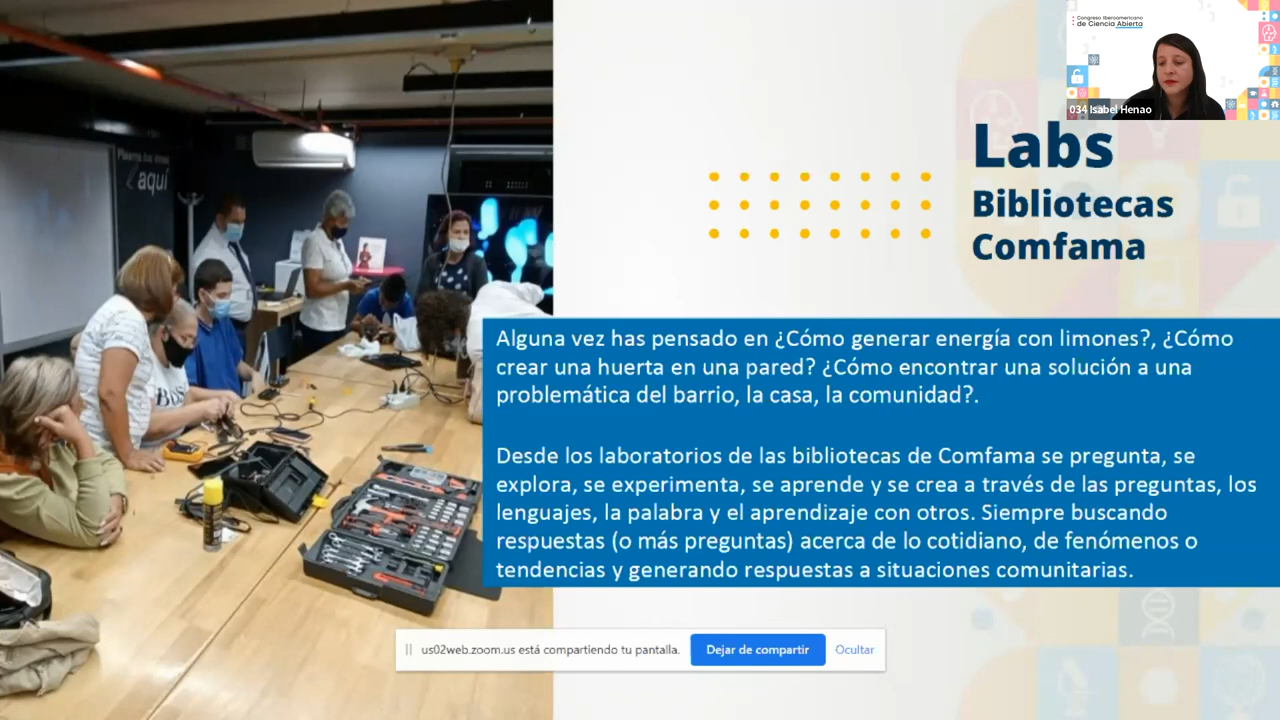 Congreso Iberoamericano
de Ciencia Abierta
034 Isabel Henao
Labs
Bibliotecas
Comfama
aquí
BOSS
Alguna vez has pensado en ¿Cómo generar energía con limones?, ¿Cómo
crear una huerta en una pared? ¿Cómo encontrar una solución a una
problemática del barrio, la casa, la comunidad?.
Desde los laboratorios de las bibliotecas de Comfama se pregunta, se
explora, se experimenta, se aprende y se crea a través de las preguntas, los
lenguajes, la palabra y el aprendizaje con otros. Siempre buscando
respuestas (o más preguntas) acerca de lo cotidiano, de fenómenos o
tendencias y generando respuestas a situaciones comunitarias.
us02web.zoom.us está compartiendo tu pantalla.
Dejar de compartir
Ocultar